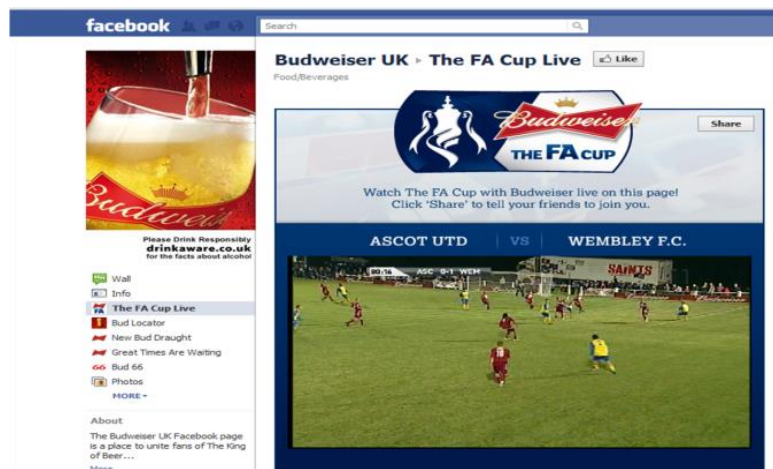 facebook
Search
Budweiser UK ▸ The FA Cup Live
Like
Food/Beverages
Budweiser
THE FA CUP
Share
Watch The FA Cup with Budweiser live on this page!
Click 'Share' to tell your friends to join you.
ASCOT UTD VS WEMBLEY F.C.
80:16 ASC 0-1 WEM
SAINTS
Budweiser
Please Drink Responsibly
drinkaware.co.uk
for the facts about alcohol
Wall
Info
The FA Cup Live
Bud Locator
New Bud Draught
Great Times Are Waiting
Bud 66
Photos
MORE
About
The Budweiser UK Facebook page
is a place to unite fans of The King
of Beer...
More